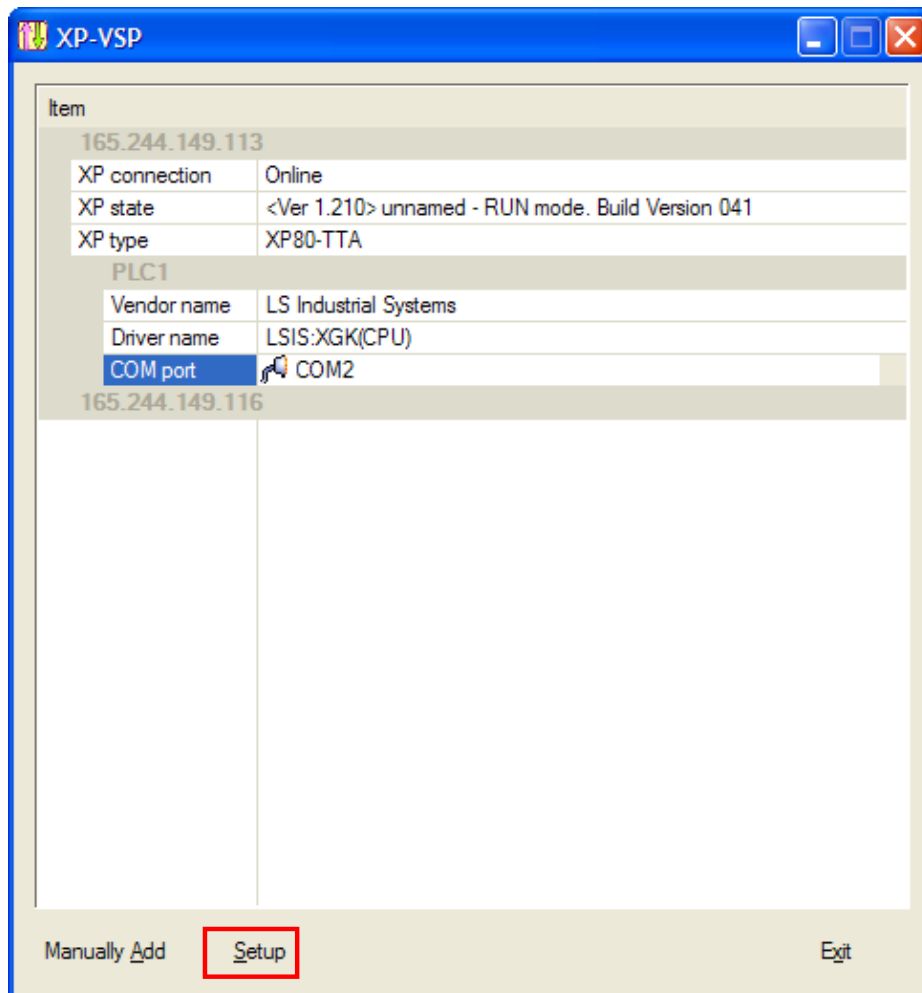 XP-VSP
Item
165.244.149.113
XP connection Online
XP state <Ver 1.210> unnamed - RUN mode. Build Version 041
XP type XP80-TTA
PLC1
Vendor name LS Industrial Systems
Driver name LSIS:XGK(CPU)
COM port COM2
165.244.149.116
Manually Add Setup Exit